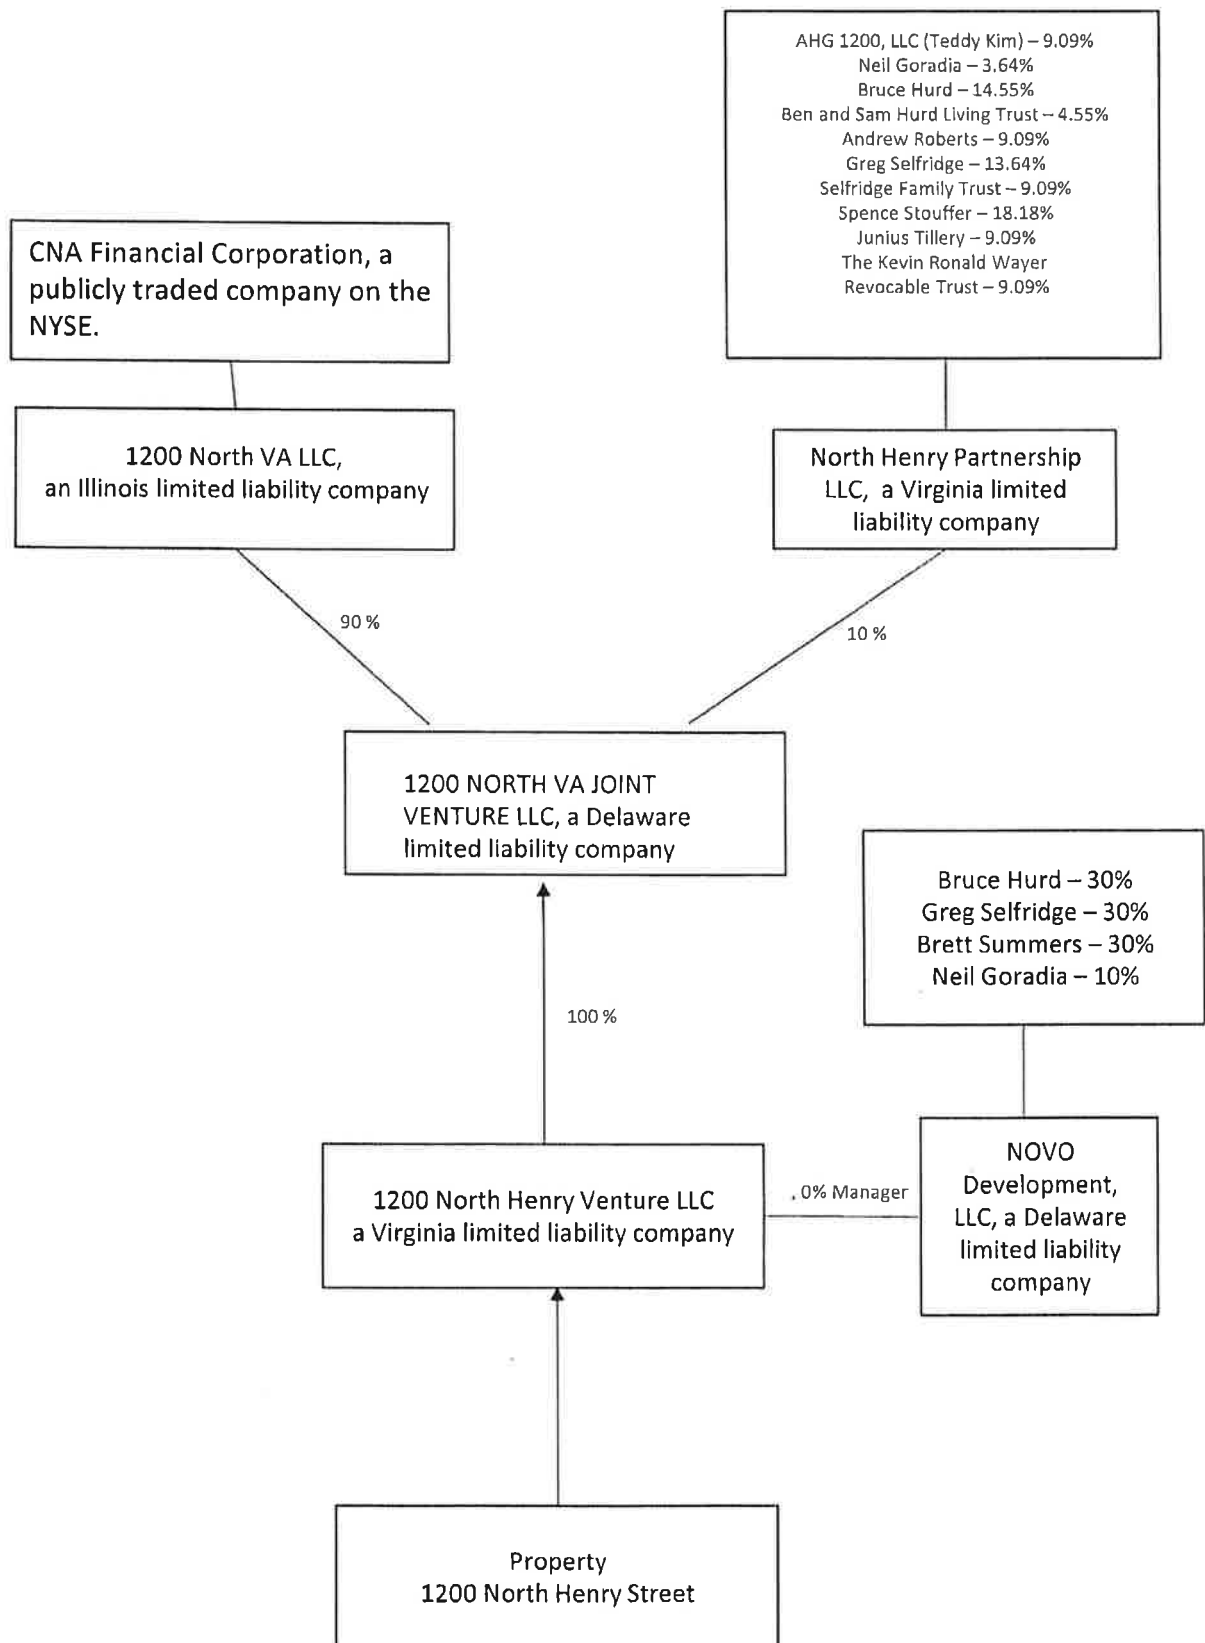 AHG 1200, LLC (Teddy Kim) – 9.09%
Neil Goradia – 3.64%
Bruce Hurd – 14.55%
Ben and Sam Hurd Living Trust – 4.55%
Andrew Roberts – 9.09%
Greg Selfridge – 13.64%
Selfridge Family Trust – 9.09%
Spence Stouffer – 18.18%
Junius Tillery – 9.09%
The Kevin Ronald Wayer
Revocable Trust – 9.09%
CNA Financial Corporation, a
publicly traded company on the
NYSE.
1200 North VA LLC,
an Illinois limited liability company
North Henry Partnership
LLC, a Virginia limited
liability company
90 %
10 %
1200 NORTH VA JOINT
VENTURE LLC, a Delaware
limited liability company
Bruce Hurd – 30%
Greg Selfridge – 30%
Brett Summers – 30%
Neil Goradia – 10%
100 %
1200 North Henry Venture LLC
a Virginia limited liability company
0% Manager
NOVO
Development,
LLC, a Delaware
limited liability
company
Property
1200 North Henry Street